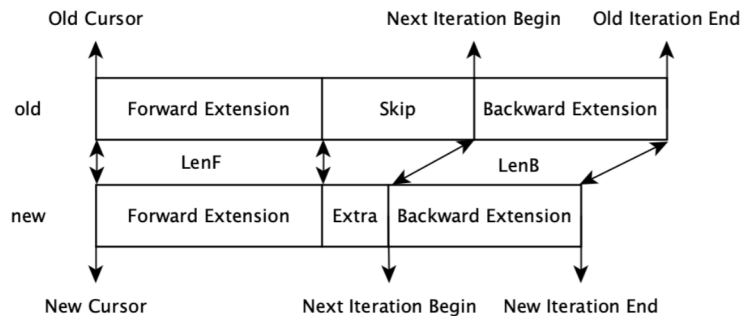 Old Cursor Next Iteration Begin Old Iteration End
old Forward Extension Skip Backward Extension
LenF LenB
new Forward Extension Extra Backward Extension
New Cursor Next Iteration Begin New Iteration End